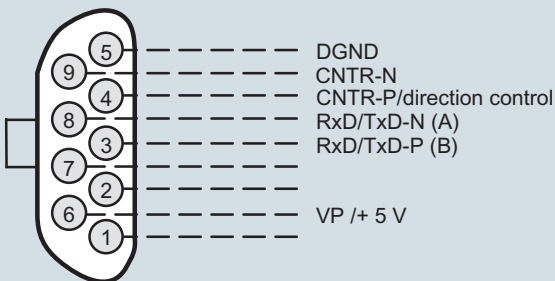 5 DGND
9 CNTR-N
4 CNTR-P/direction control
8 RxD/TxD-N (A)
3 RxD/TxD-P (B)
7
2
6 VP /+ 5 V
1